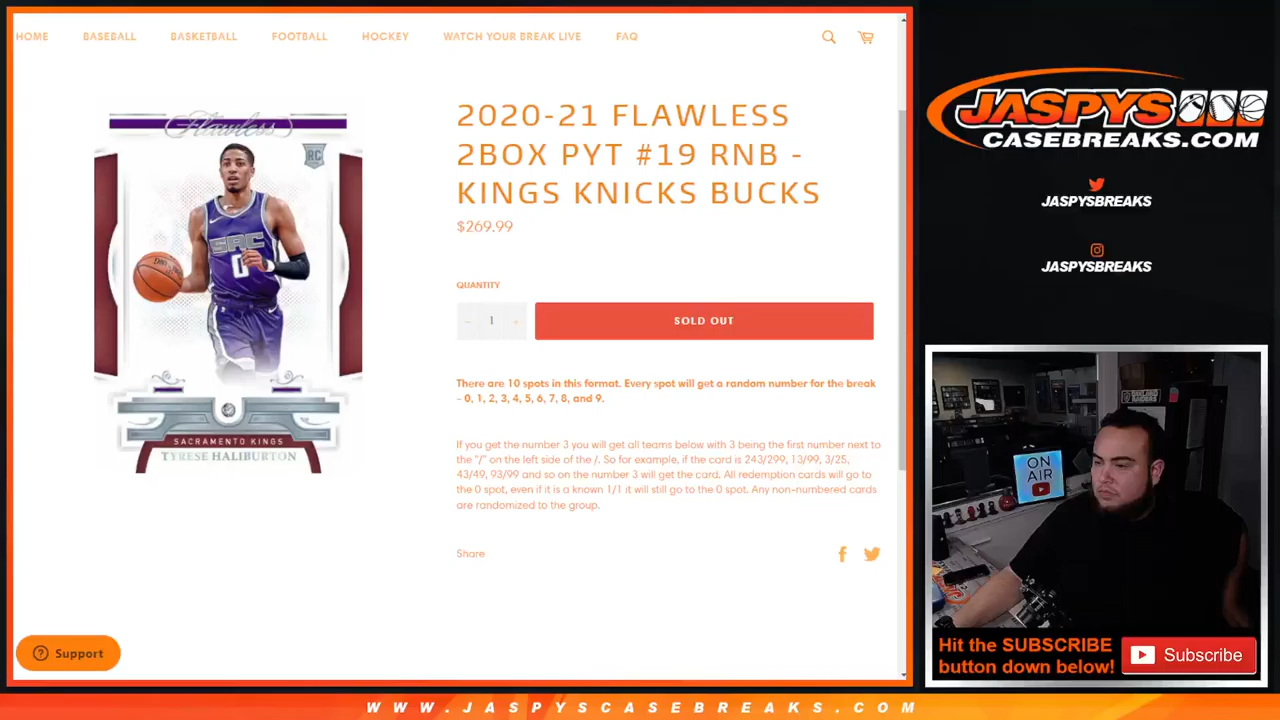 HOME BASEBALL BASKETBALL FOOTBALL HOCKEY WATCH YOUR BREAK LIVE FAQ
Flawless
RC
SAC
0
SACRAMENTO KINGS
TYRESE HALIBURTON
2020-21 FLAWLESS
2BOX PYT #19 RNB -
KINGS KNICKS BUCKS
$269.99
QUANTITY
- 1 +
SOLD OUT
There are 10 spots in this format. Every spot will get a random number for the break
- 0, 1, 2, 3, 4, 5, 6, 7, 8, and 9.
If you get the number 3 you will get all teams below with 3 being the first number next to
the "/" on the left side of the /. So for example, if the card is 243/299, 13/99, 3/25,
43/49, 93/99 and so on the number 3 will get the card. All redemption cards will go to
the 0 spot, even if it is a known 1/1 it will still go to the 0 spot. Any non-numbered cards
are randomized to the group.
Share
Support
JASPYS
CASEBREAKS.COM
JASPYSBREAKS
JASPYSBREAKS
ON
AIR
Hit the SUBSCRIBE
button down below!
Subscribe
WWW.JASPYSCASEBREAKS.COM